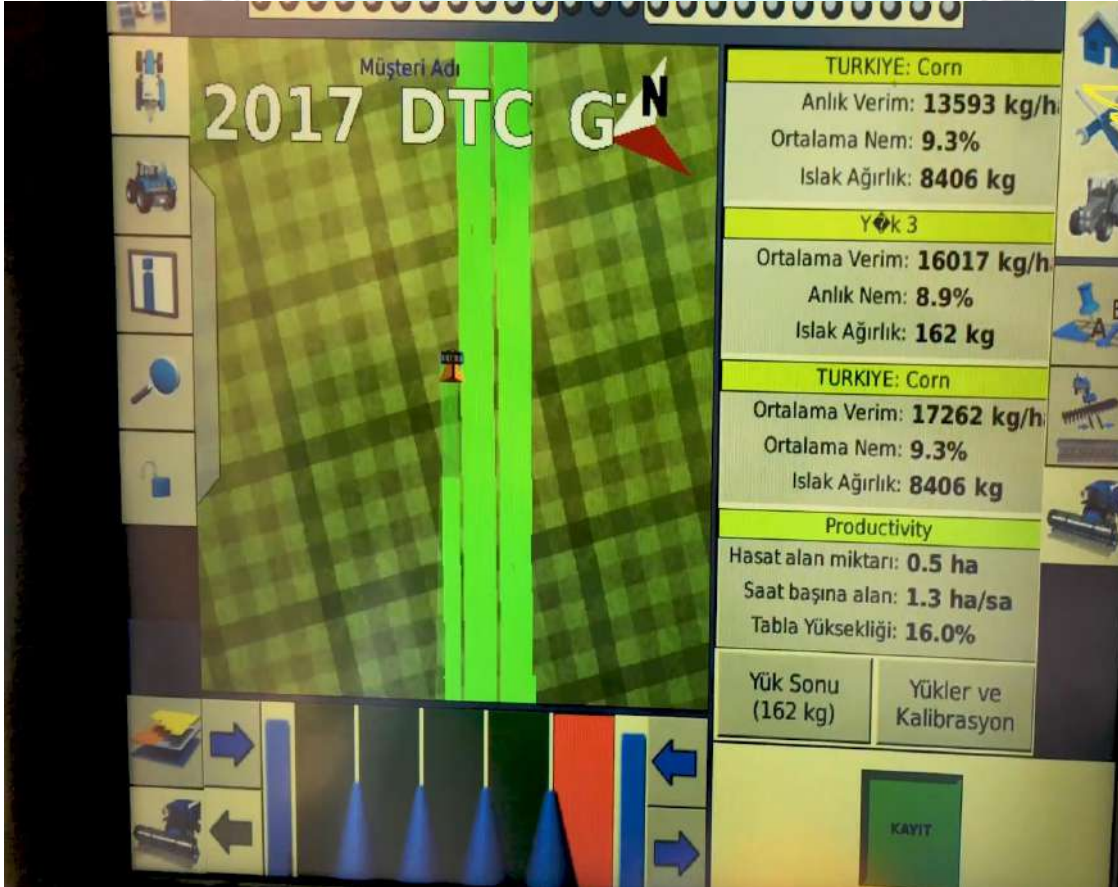 Müşteri Adı
2017 DTC G
N
TURKIYE: Corn
Anlık Verim: 13593 kg/h
Ortalama Nem: 9.3%
Islak Ağırlık: 8406 kg
Y�k 3
Ortalama Verim: 16017 kg/h
Anlık Nem: 8.9%
Islak Ağırlık: 162 kg
TURKIYE: Corn
Ortalama Verim: 17262 kg/h
Ortalama Nem: 9.3%
Islak Ağırlık: 8406 kg
Productivity
Hasat alan miktarı: 0.5 ha
Saat başına alan: 1.3 ha/sa
Tabla Yüksekliği: 16.0%
Yük Sonu
(162 kg)
Yükler ve
Kalibrasyon
KAYIT
A